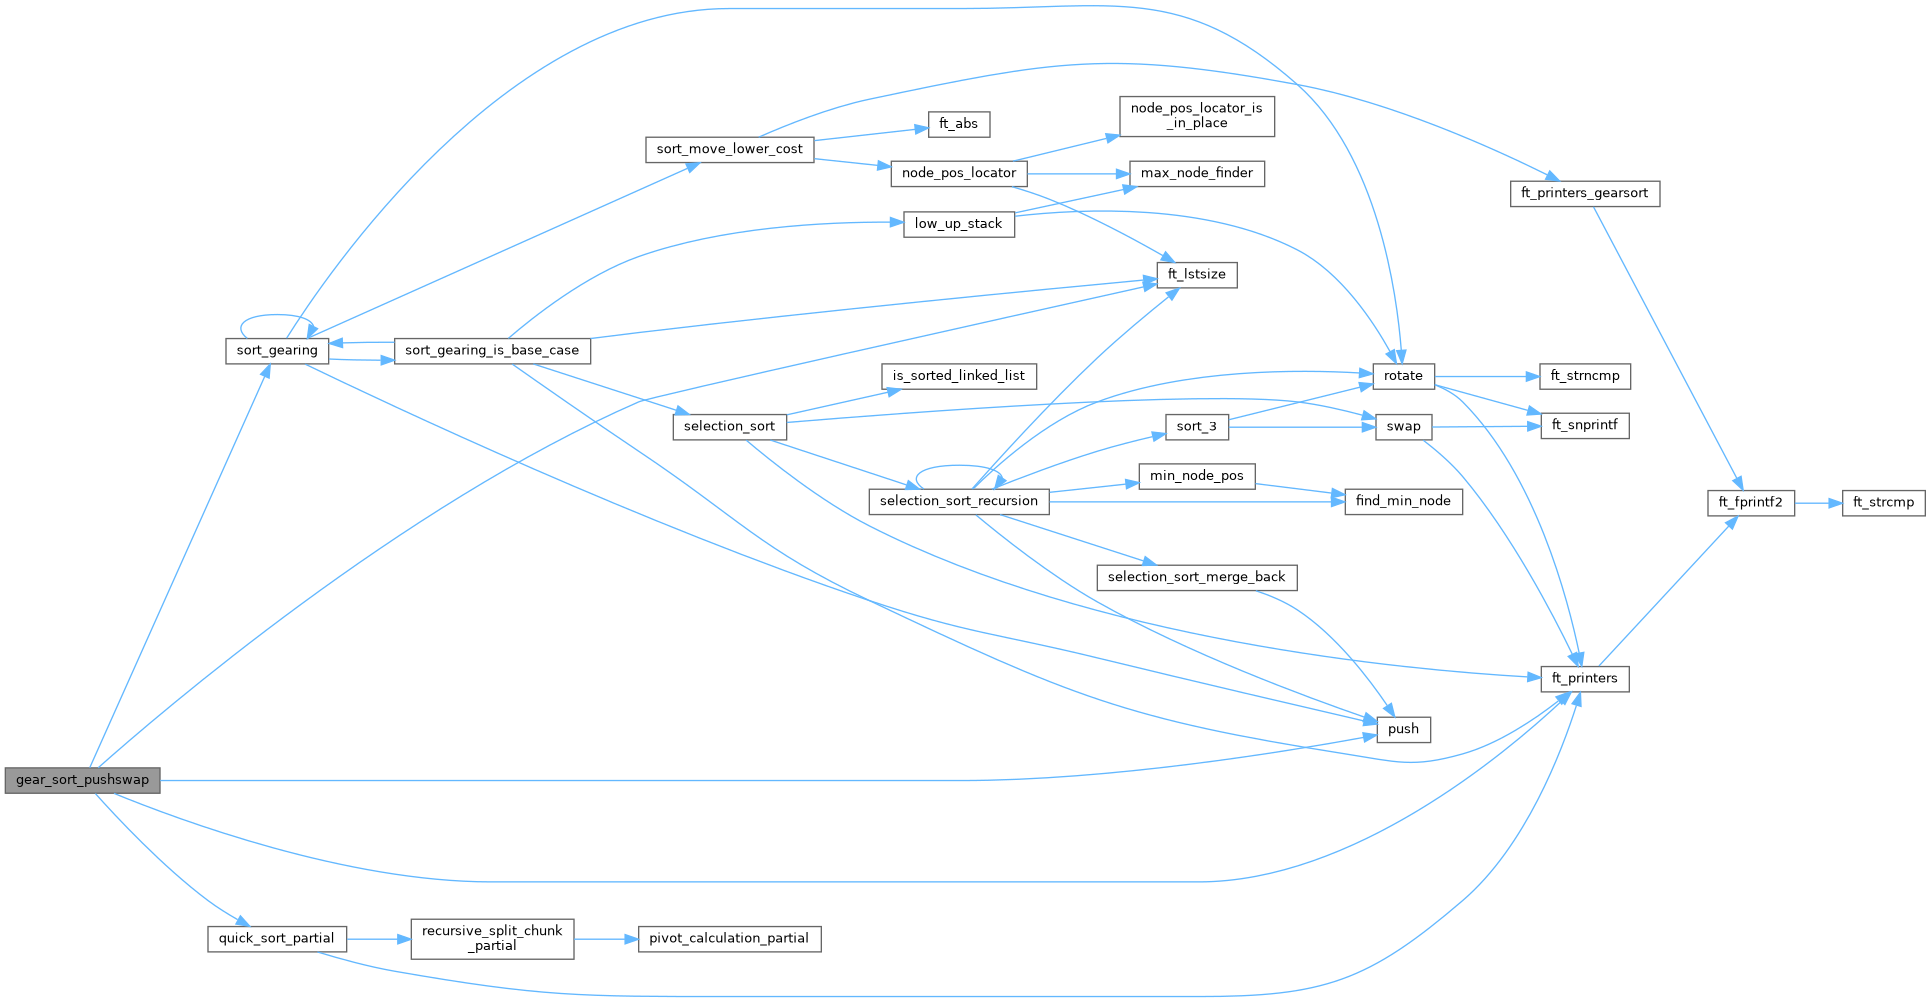 node_pos_locator_is
_in_place
ft_abs
sort_move_lower_cost
node_pos_locator
max_node_finder
ft_printers_gearsort
low_up_stack
ft_lstsize
sort_gearing
sort_gearing_is_base_case
is_sorted_linked_list
rotate
ft_strncmp
selection_sort
sort_3
swap
ft_snprintf
min_node_pos
selection_sort_recursion
find_min_node
ft_fprintf2
ft_strcmp
selection_sort_merge_back
ft_printers
push
gear_sort_pushswap
quick_sort_partial
recursive_split_chunk
_partial
pivot_calculation_partial